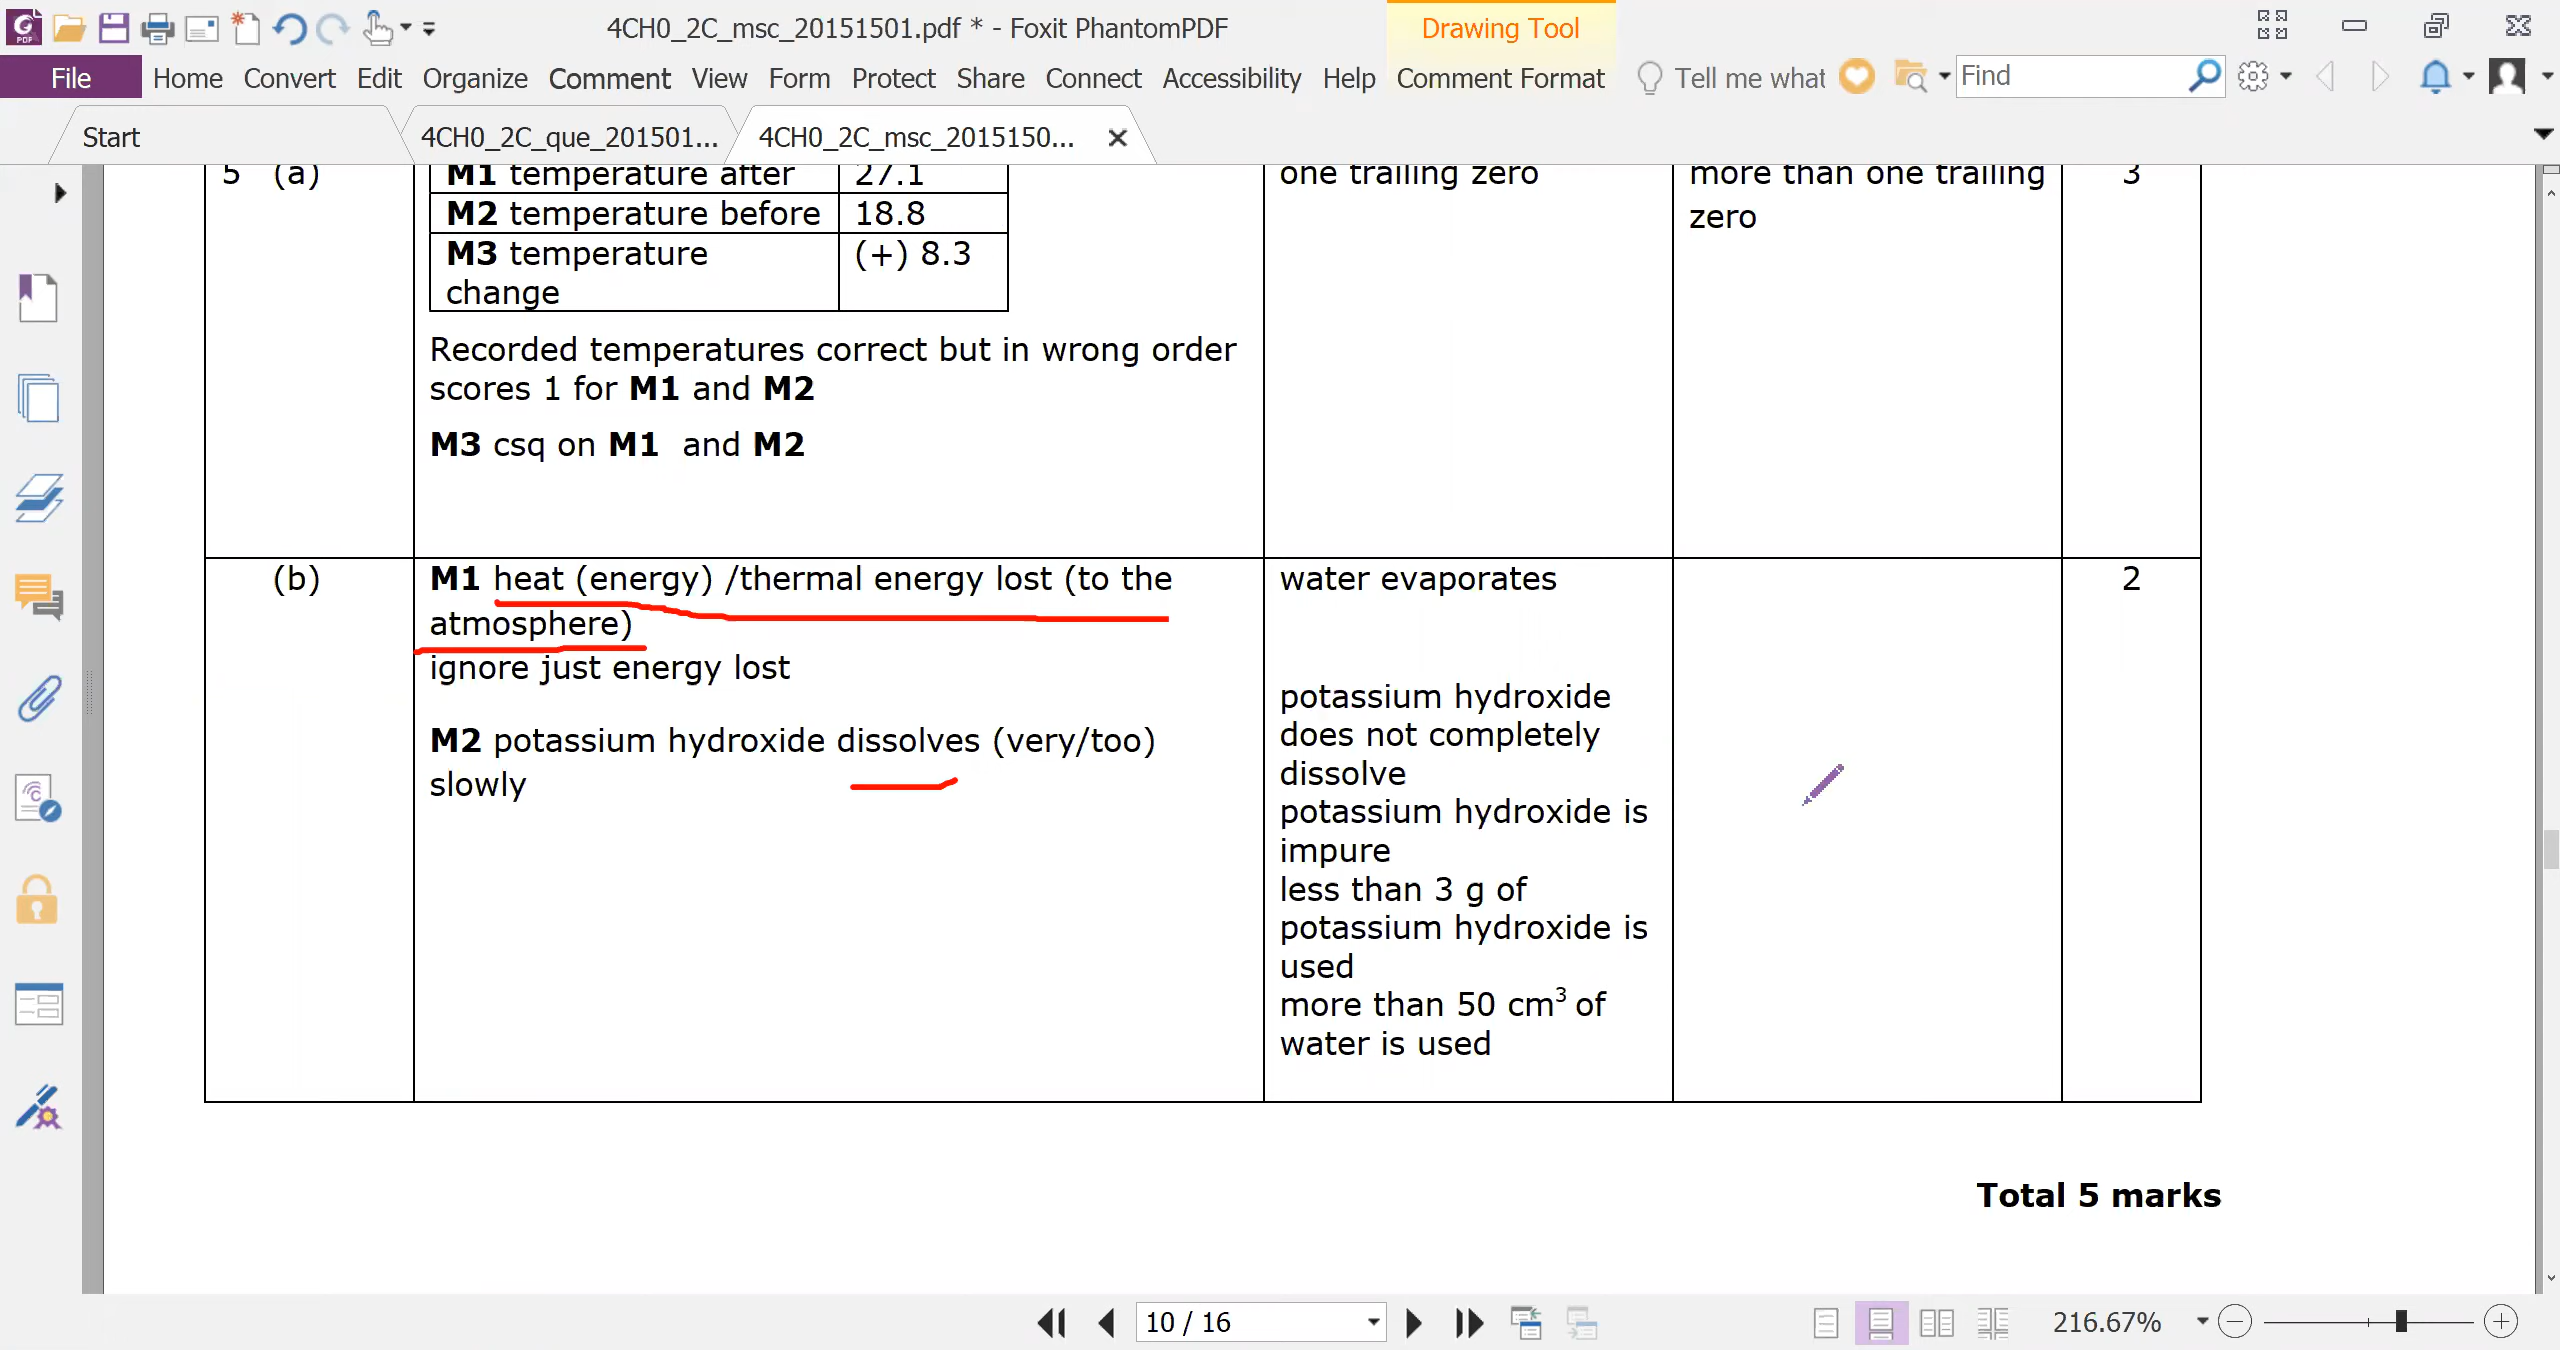 4CH0_2C_msc_20151501.pdf * - Foxit PhantomPDF
Drawing Tool
File Home Convert Edit Organize Comment View Form Protect Share Connect Accessibility Help Comment Format Tell me what Find
Start 4CH0_2C_que_201501... 4CH0_2C_msc_2015150...
5 (a)
M1 temperature after 27.1
M2 temperature before 18.8
M3 temperature (+) 8.3
change
Recorded temperatures correct but in wrong order
scores 1 for M1 and M2
M3 csq on M1 and M2
one trailing zero
more than one trailing
zero
3
(b)
M1 heat (energy) /thermal energy lost (to the
atmosphere)
ignore just energy lost
M2 potassium hydroxide dissolves (very/too)
slowly
water evaporates
potassium hydroxide
does not completely
dissolve
potassium hydroxide is
impure
less than 3 g of
potassium hydroxide is
used
more than 50 cm³ of
water is used
2
Total 5 marks
10 / 16
216.67%